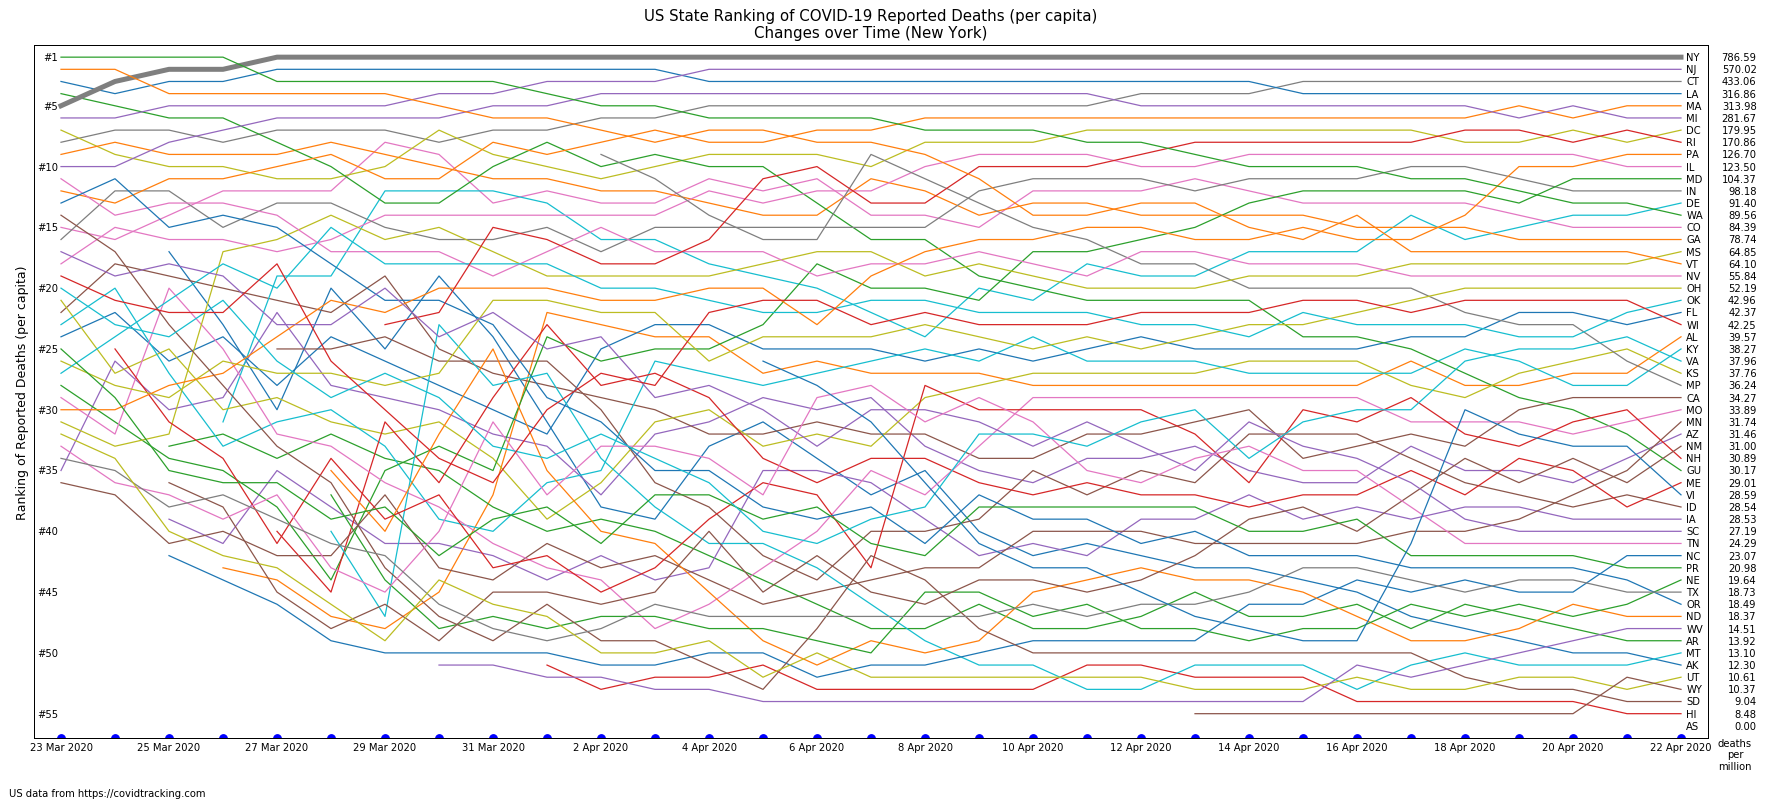 US State Ranking of COVID-19 Reported Deaths (per capita)
Changes over Time (New York)
Ranking of Reported Deaths (per capita)
#1
#5
#10
#15
#20
#25
#30
#35
#40
#45
#50
#55
NY 786.59
NJ 570.02
CT 433.06
LA 316.86
MA 313.98
MI 281.67
DC 179.95
RI 170.86
PA 126.70
IL 123.50
MD 104.37
IN 98.18
DE 91.40
WA 89.56
CO 84.39
GA 78.74
MS 64.85
VT 64.10
NV 55.84
OH 52.19
OK 42.96
FL 42.37
WI 42.25
AL 39.57
KY 38.27
VA 37.96
KS 37.76
MP 36.24
CA 34.27
MO 33.89
MN 31.74
AZ 31.46
NM 31.00
NH 30.89
GU 30.17
ME 29.01
VI 28.59
ID 28.54
IA 28.53
SC 27.19
TN 24.29
NC 23.07
PR 20.98
NE 19.64
TX 18.73
OR 18.49
ND 18.37
WV 14.51
AR 13.92
MT 13.10
AK 12.30
UT 10.61
WY 10.37
SD 9.04
HI 8.48
AS 0.00
23 Mar 2020 25 Mar 2020 27 Mar 2020 29 Mar 2020 31 Mar 2020 2 Apr 2020 4 Apr 2020 6 Apr 2020 8 Apr 2020 10 Apr 2020 12 Apr 2020 14 Apr 2020 16 Apr 2020 18 Apr 2020 20 Apr 2020 22 Apr 2020
deaths
per
million
US data from https://covidtracking.com